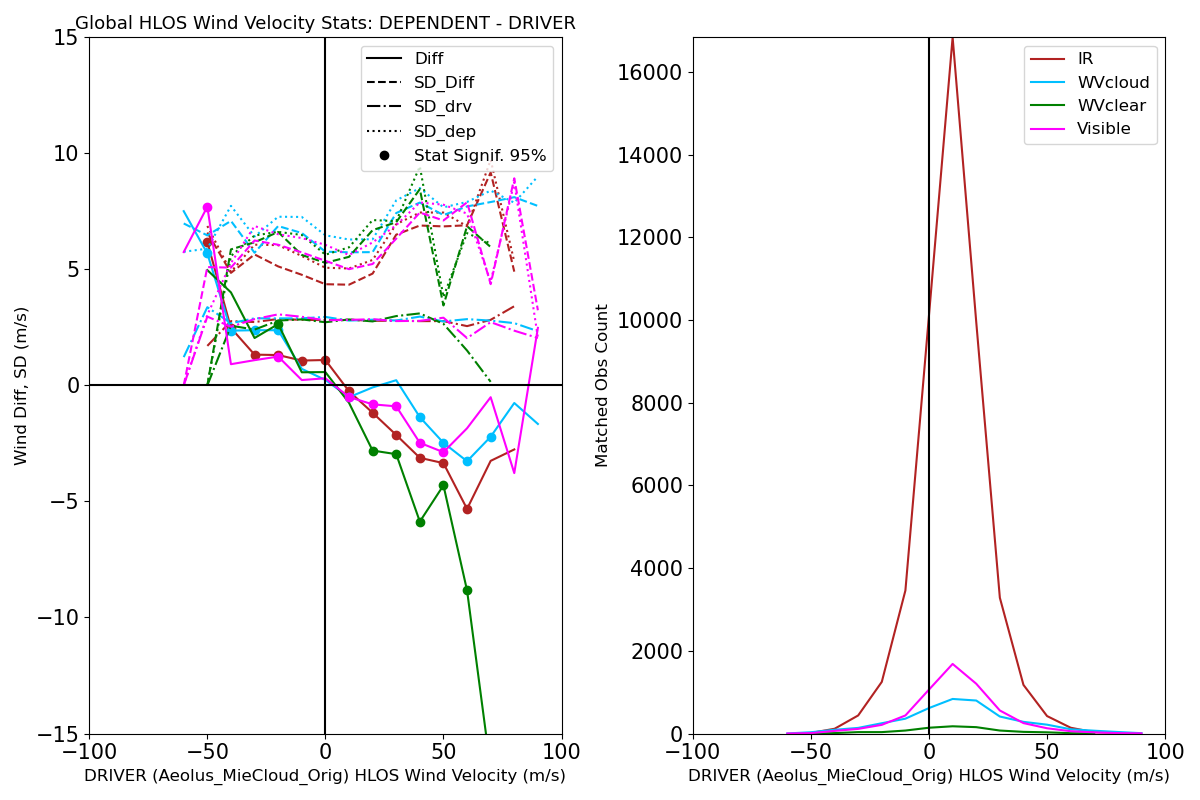 Global HLOS Wind Velocity Stats: DEPENDENT - DRIVER
15
10
5
0
−5
−10
−15
Wind Diff, SD (m/s)
Diff
SD_Diff
SD_drv
SD_dep
Stat Signif. 95%
−100
−50
0
50
100
DRIVER (Aeolus_MieCloud_Orig) HLOS Wind Velocity (m/s)
16000
14000
12000
10000
8000
6000
4000
2000
0
Matched Obs Count
IR
WVcloud
WVclear
Visible
−100
−50
0
50
100
DRIVER (Aeolus_MieCloud_Orig) HLOS Wind Velocity (m/s)